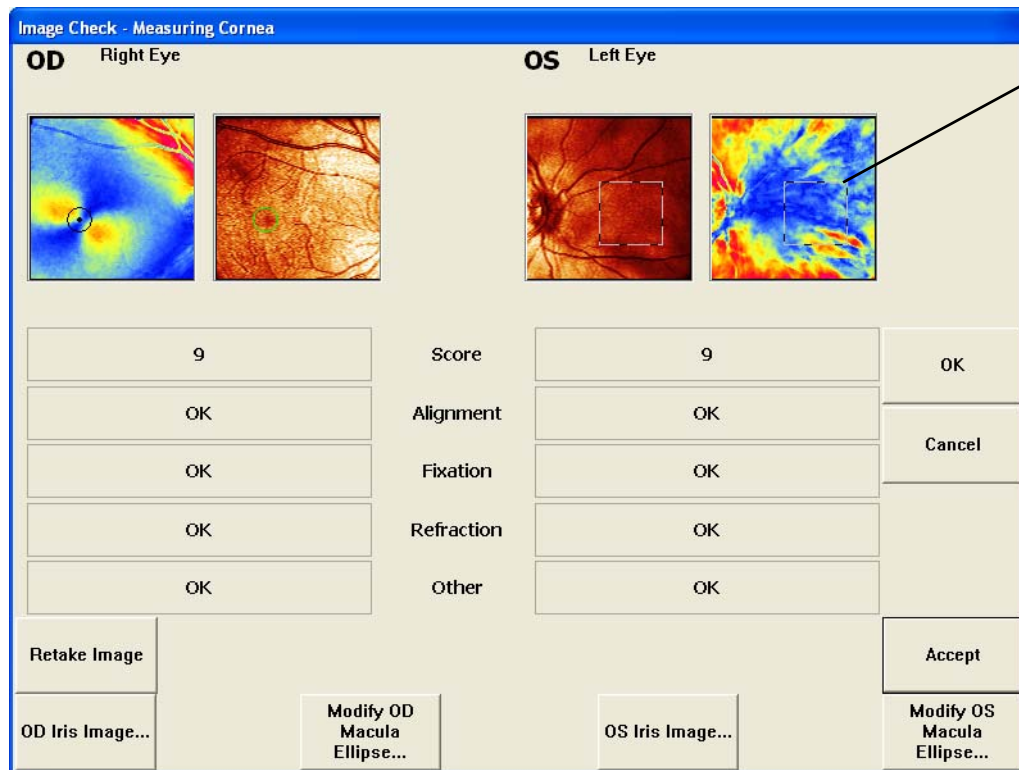 Image Check - Measuring Cornea
OD Right Eye
OS Left Eye
9 Score 9
OK
OK Alignment OK
Cancel
OK Fixation OK
OK Refraction OK
OK Other OK
Retake Image
Accept
OD Iris Image...
Modify OD
Macula
Ellipse...
OS Iris Image...
Modify OS
Macula
Ellipse...